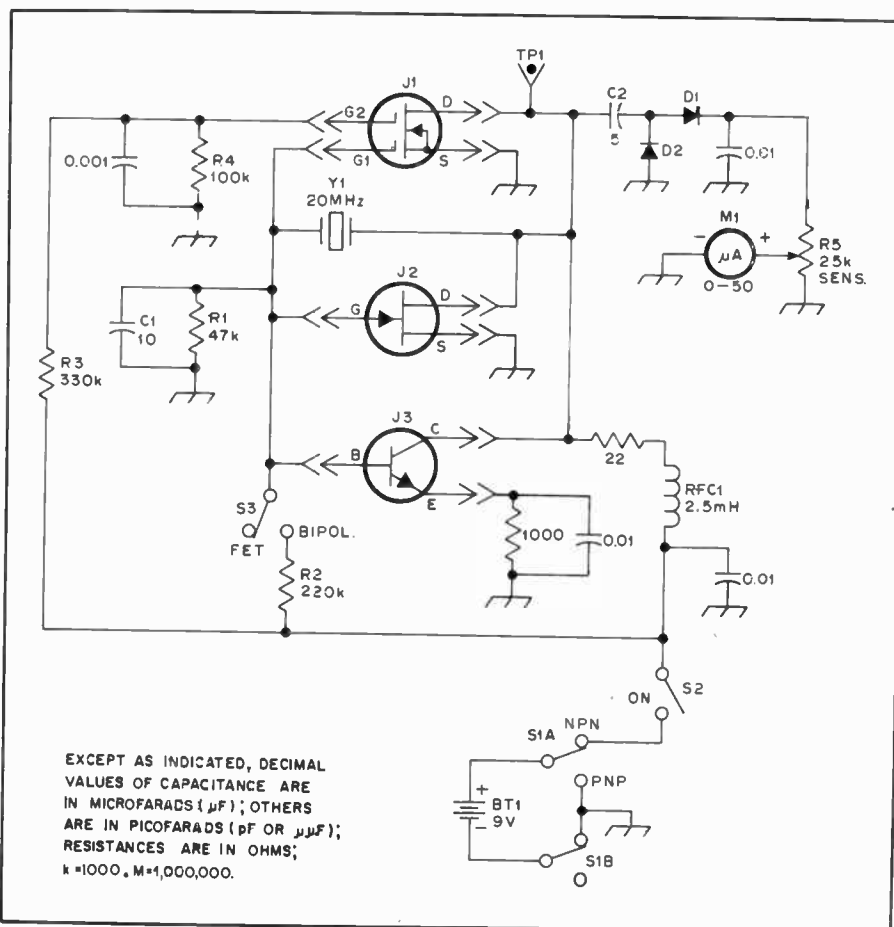 TP1
J1
G2
D
C2
5
D1
0.001
R4
100k
G1
S
D2
0.01
Y1
20MHz
M1
-
+
μA
0-50
R5
25k
SENS.
J2
D
G
S
C1
10
R1
47k
R3
330k
J3
C
B
E
22
RFC1
2.5mH
S3
FET
BIPOL.
1000
0.01
R2
220k
0.01
ON
S2
S1A
NPN
PNP
+
BT1
9V
-
S1B
EXCEPT AS INDICATED, DECIMAL
VALUES OF CAPACITANCE ARE
IN MICROFARADS (μF); OTHERS
ARE IN PICOFARADS (pF OR μμF);
RESISTANCES ARE IN OHMS;
k=1000. M=1,000,000.